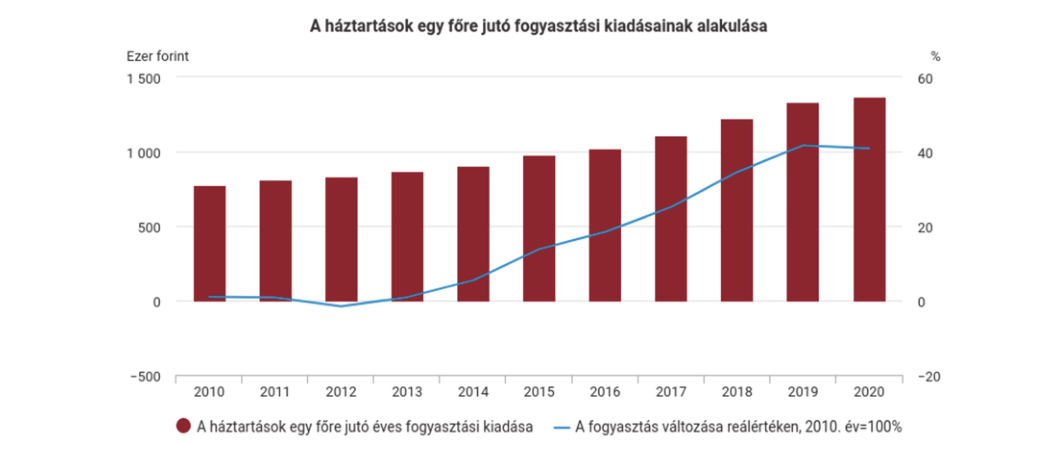 A háztartások egy főre jutó fogyasztási kiadásainak alakulása
Ezer forint %
1 500 60
1 000 40
500 20
0 0
−500 −20
2010 2011 2012 2013 2014 2015 2016 2017 2018 2019 2020
A háztartások egy főre jutó éves fogyasztási kiadása A fogyasztás változása reálértéken, 2010. év=100%